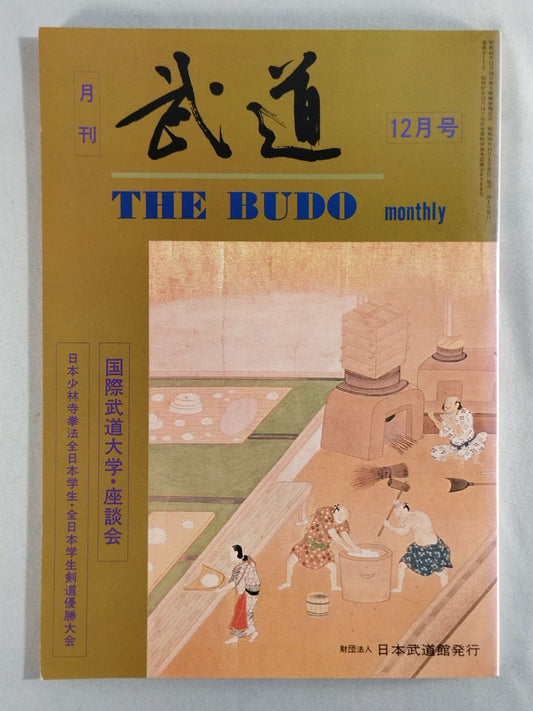 月刊
武道
12月号
THE BUDO monthly
国際武道大学・座談会
日本少林寺拳法全日本学生・全日本学生剣道優勝大会
財団法人 日本武道館発行